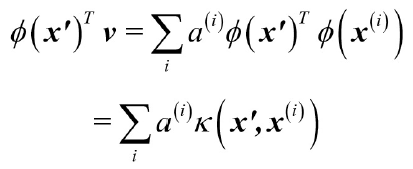 ϕ(x′)ᵀ v = ∑ᵢ a⁽ⁱ⁾ϕ(x′)ᵀ ϕ(x⁽ⁱ⁾)
= ∑ᵢ a⁽ⁱ⁾κ(x′,x⁽ⁱ⁾)